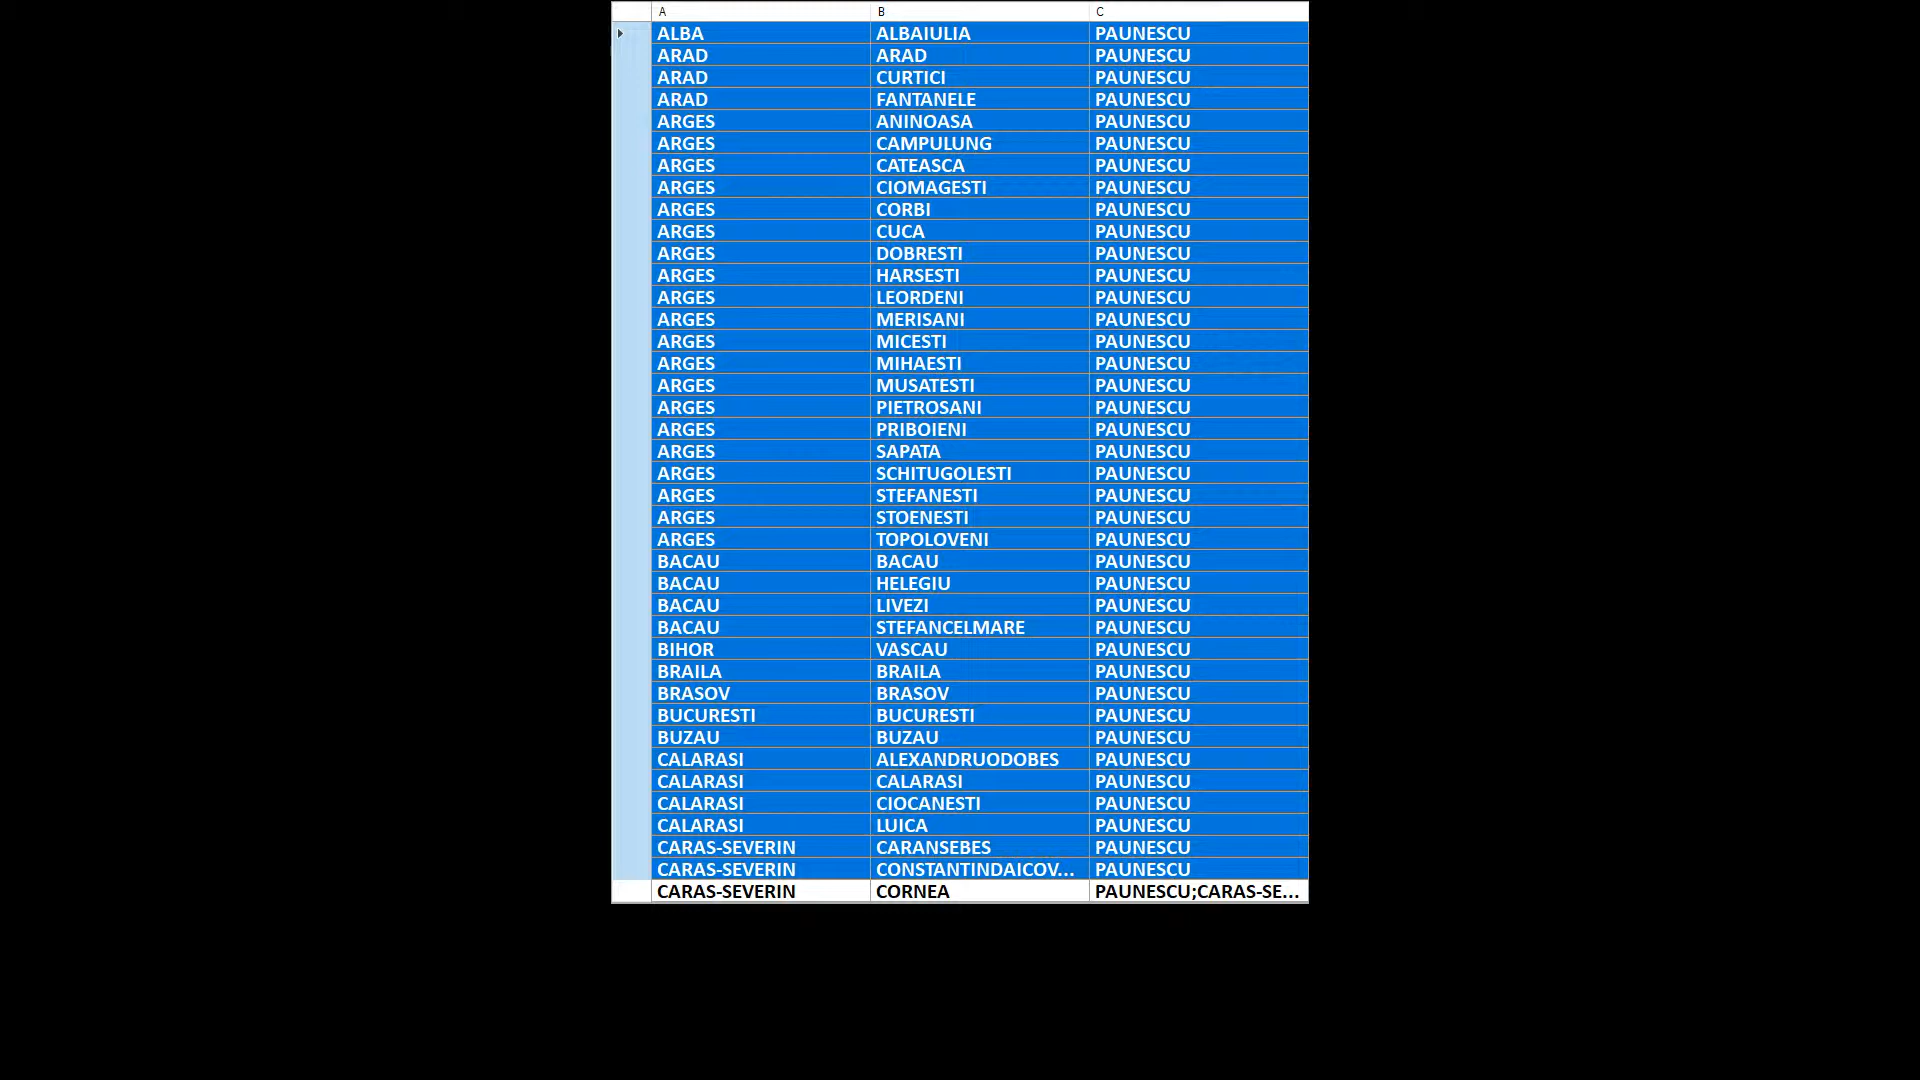 A B C
ALBA ALBAIULIA PAUNESCU
ARAD ARAD PAUNESCU
ARAD CURTICI PAUNESCU
ARAD FANTANELE PAUNESCU
ARGES ANINOASA PAUNESCU
ARGES CAMPULUNG PAUNESCU
ARGES CATEASCA PAUNESCU
ARGES CIOMAGESTI PAUNESCU
ARGES CORBI PAUNESCU
ARGES CUCA PAUNESCU
ARGES DOBRESTI PAUNESCU
ARGES HARSESTI PAUNESCU
ARGES LEORDENI PAUNESCU
ARGES MERISANI PAUNESCU
ARGES MICESTI PAUNESCU
ARGES MIHAESTI PAUNESCU
ARGES MUSATESTI PAUNESCU
ARGES PIETROSANI PAUNESCU
ARGES PRIBOIENI PAUNESCU
ARGES SAPATA PAUNESCU
ARGES SCHITUGOLESTI PAUNESCU
ARGES STEFANESTI PAUNESCU
ARGES STOENESTI PAUNESCU
ARGES TOPOLOVENI PAUNESCU
BACAU BACAU PAUNESCU
BACAU HELEGIU PAUNESCU
BACAU LIVEZI PAUNESCU
BACAU STEFANCELMARE PAUNESCU
BIHOR VASCAU PAUNESCU
BRAILA BRAILA PAUNESCU
BRASOV BRASOV PAUNESCU
BUCURESTI BUCURESTI PAUNESCU
BUZAU BUZAU PAUNESCU
CALARASI ALEXANDRUODOBES PAUNESCU
CALARASI CALARASI PAUNESCU
CALARASI CIOCANESTI PAUNESCU
CALARASI LUICA PAUNESCU
CARAS-SEVERIN CARANSEBES PAUNESCU
CARAS-SEVERIN CONSTANTINDAICOV... PAUNESCU
CARAS-SEVERIN CORNEA PAUNESCU;CARAS-SE...